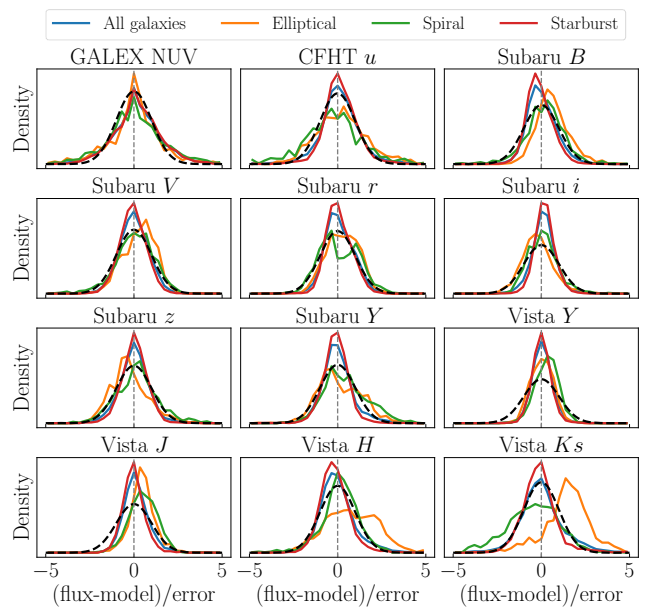 All galaxies Elliptical Spiral Starburst
GALEX NUV CFHT u Subaru B
Density
Subaru V Subaru r Subaru i
Density
Subaru z Subaru Y Vista Y
Density
Vista J Vista H Vista Ks
Density
−5 0 5 −5 0 5 −5 0 5
(flux-model)/error (flux-model)/error (flux-model)/error